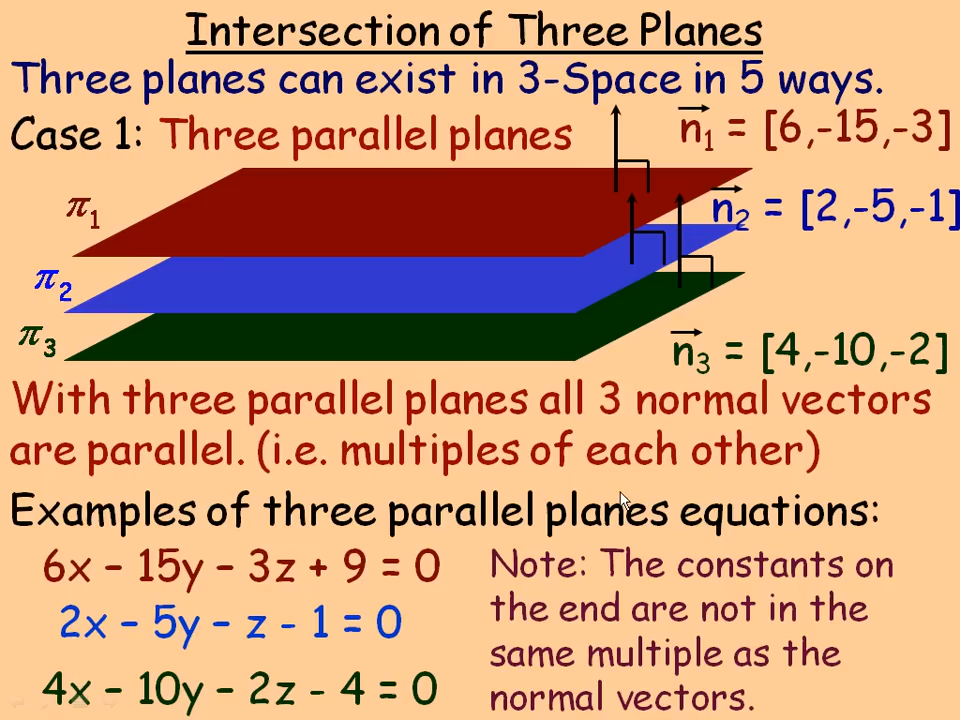 Intersection of Three Planes
Three planes can exist in 3-Space in 5 ways.
Case 1: Three parallel planes
n₁ = [6,-15,-3]
π₁
n₂ = [2,-5,-1]
π₂
π₃
n₃ = [4,-10,-2]
With three parallel planes all 3 normal vectors
are parallel. (i.e. multiples of each other)
Examples of three parallel planes equations:
6x – 15y – 3z + 9 = 0
2x – 5y – z - 1 = 0
4x – 10y – 2z - 4 = 0
Note: The constants on
the end are not in the
same multiple as the
normal vectors.